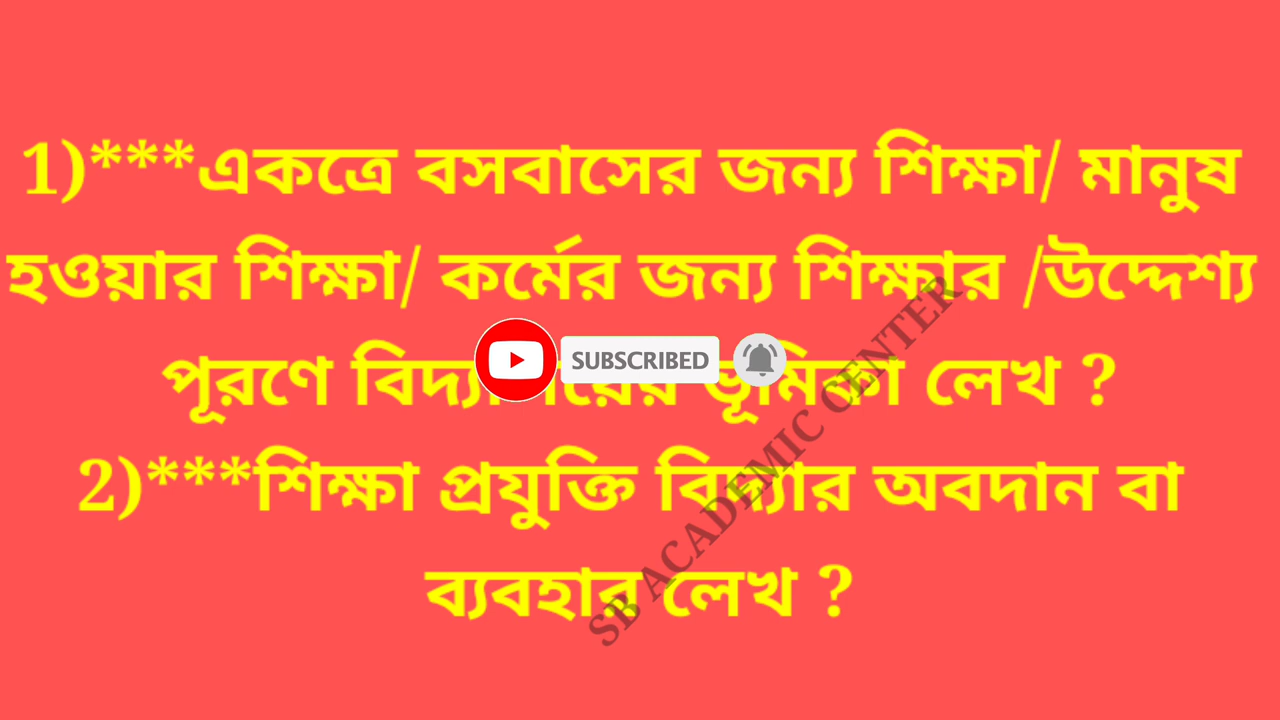 1)***একত্রে বসবাসের জন্য শিক্ষা/ মানুষ
হওয়ার শিক্ষা/ কর্মের জন্য শিক্ষার /উদ্দেশ্য
পূরণে ভূমিকা লেখ ?
SUBSCRIBED
2)***শিক্ষা প্রযুক্তি বিদ্যার অবদান বা
ব্যবহার লেখ ?
SB ACADEMIC CENTER